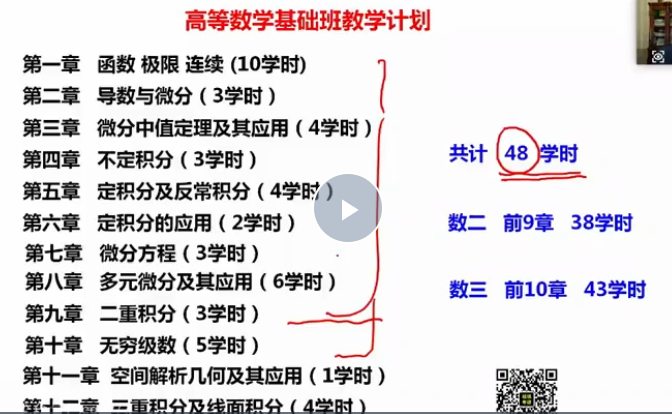 高等数学基础班教学计划
第一章 函数 极限 连续 (10学时)
第二章 导数与微分（3学时）
第三章 微分中值定理及其应用（4学时）
第四章 不定积分（3学时）
第五章 定积分及反常积分（4学时）
第六章 定积分的应用（2学时）
第七章 微分方程（3学时）
第八章 多元微分及其应用（6学时）
第九章 二重积分（3学时）
第十章 无穷级数（5学时）
第十一章 空间解析几何及其应用（1学时）
第十二章 三重积分及线面积分（4学时）
共计 48 学时
数二 前9章 38学时
数三 前10章 43学时